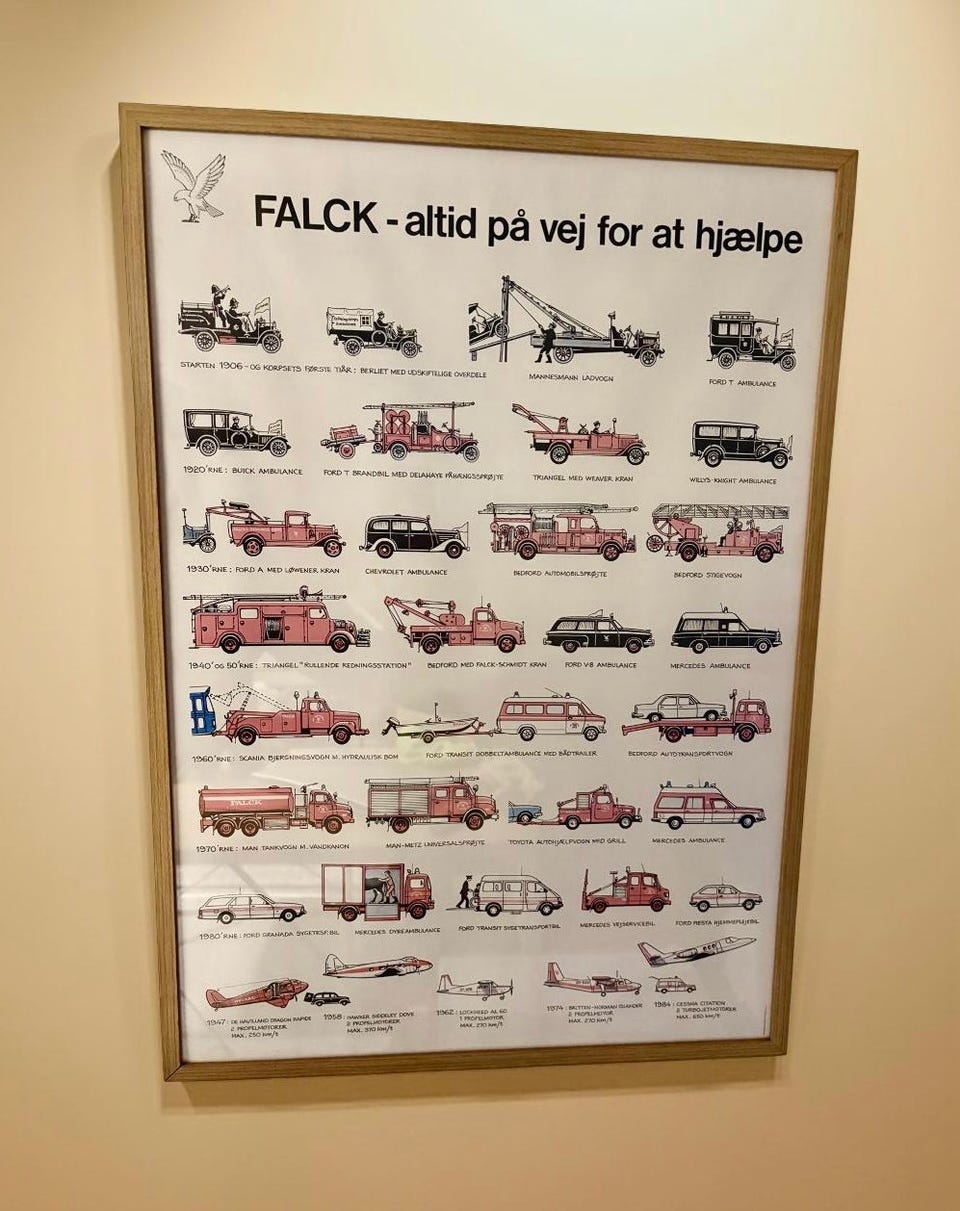 FALCK - altid på vej for at hjælpe
STARTEN 1906 - OG KORPSETS FØRSTE TIÅR: BERLIET MED UDSKIFTELIGE OVERDELE
MANNESMANN LADVOGN
FORD T AMBULANCE
1920'RNE: BUICK AMBULANCE
FORD T BRANDBIL MED DELAHAYE PÅHÆNGSSPRØJTE
TRIANGEL MED WEAVER KRAN
WILLYS-KNIGHT AMBULANCE
1930'RNE: FORD A MED LØWENER KRAN
CHEVROLET AMBULANCE
BEDFORD AUTOMOBILSPRØJTE
BEDFORD STIGEVOGN
1940'OG 50'RNE: TRIANGEL "RULLENDE REDNINGSSTATION"
BEDFORD MED FALCK-SCHMIDT KRAN
FORD V-8 AMBULANCE
MERCEDES AMBULANCE
1960'RNE: SCANIA BJERGNINGSVOGN M. HYDRAULISK BOM
FORD TRANSIT DOBBELTAMBULANCE MED BÅDTRAILER
BEDFORD AUTOTRANSPORTVOGN
FALCK
1970'RNE: MAN TANKVOGN M. VANDKANON
MAN-METZ UNIVERSALSPRØJTE
TOYOTA AUTOHJÆLPVOGN MED GRILL
MERCEDES AMBULANCE
1980'RNE: FORD GRANADA SYGETRSP. BIL
MERCEDES DYREAMBULANCE
FORD TRANSIT SYGETRANSPORTBIL
MERCEDES VEJSERVICEBIL
FORD FIESTA HJEMMEPLEJEBIL
1947: DE HAVILLAND DRAGON RAPIDE
2 PROPELMOTORER
MAX. 250 km/t
1958: HAWKER SIDDELEY DOVE
2 PROPELMOTORER
MAX. 370 km/t
1962: LOCKHEED AL 60
1 PROPELMOTOR
MAX. 270 km/t
1974: BRITTEN-NORMAN ISLANDER
2 PROPELMOTORER
MAX. 270 km/t
1984: CESSNA CITATION
2 TURBOJETMOTORER
MAX. 650 km/t